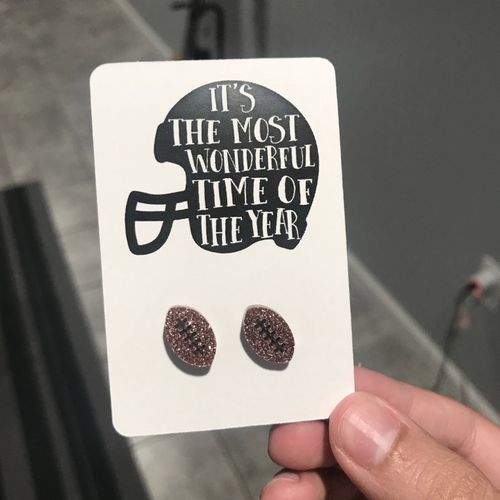 IT'S
THE MOST
WONDERFUL
TIME OF
THE YEAR